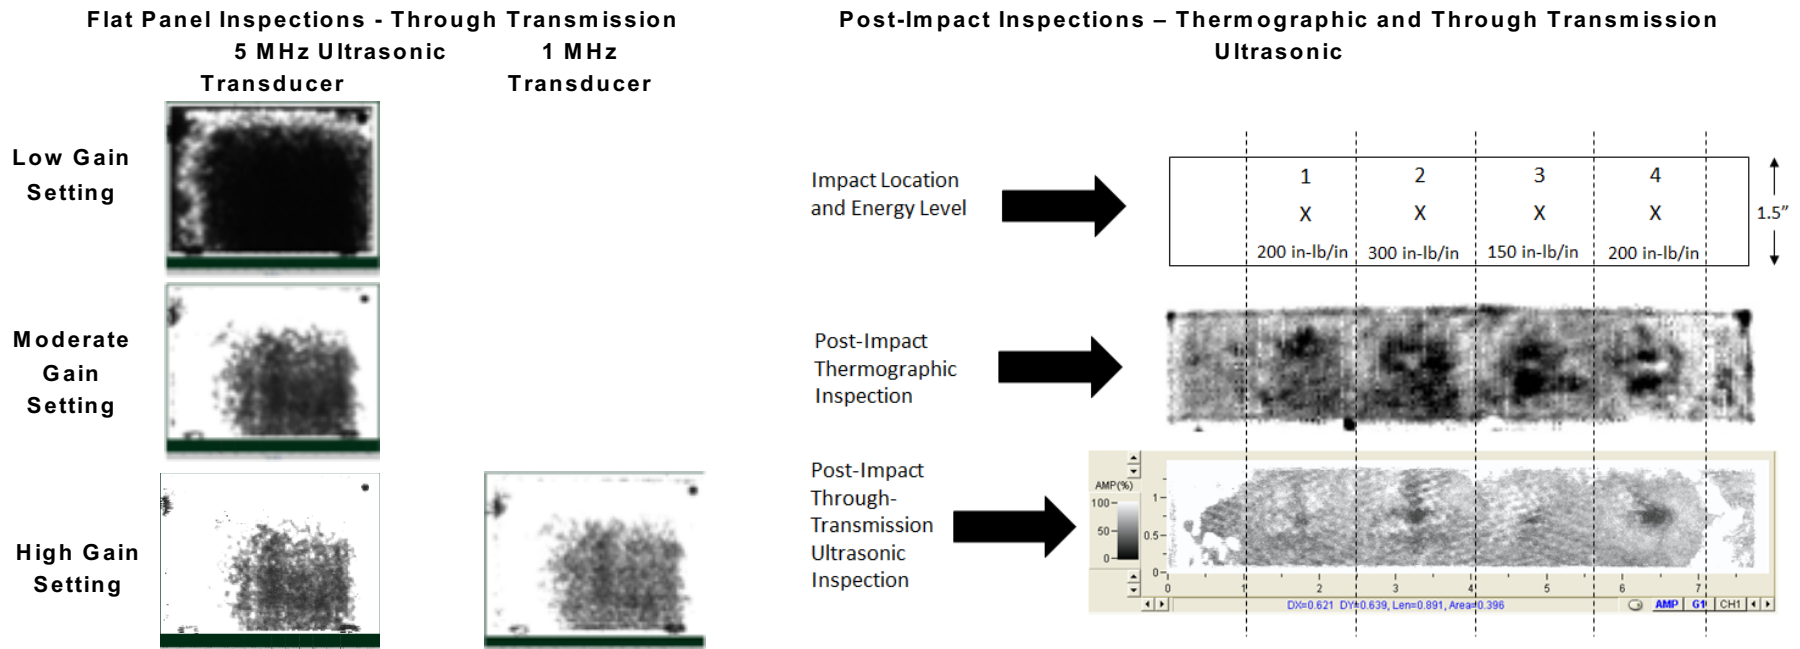 Flat Panel Inspections - Through Transmission
5 MHz Ultrasonic
Transducer
1 MHz
Transducer
Low Gain
Setting
Moderate
Gain
Setting
High Gain
Setting
Post-Impact Inspections – Thermographic and Through Transmission
Ultrasonic
Impact Location
and Energy Level
1 2 3 4
X X X X
200 in-lb/in 300 in-lb/in 150 in-lb/in 200 in-lb/in
1.5”
Post-Impact
Thermographic
Inspection
Post-Impact
Through-
Transmission
Ultrasonic
Inspection
AMP(%)
100
50
0
1
0.5
0
0 1 2 3 4 5 6 7
DX=0.621 DY=0.639, Len=0.891, Area=0.396
AMP G1 CH1